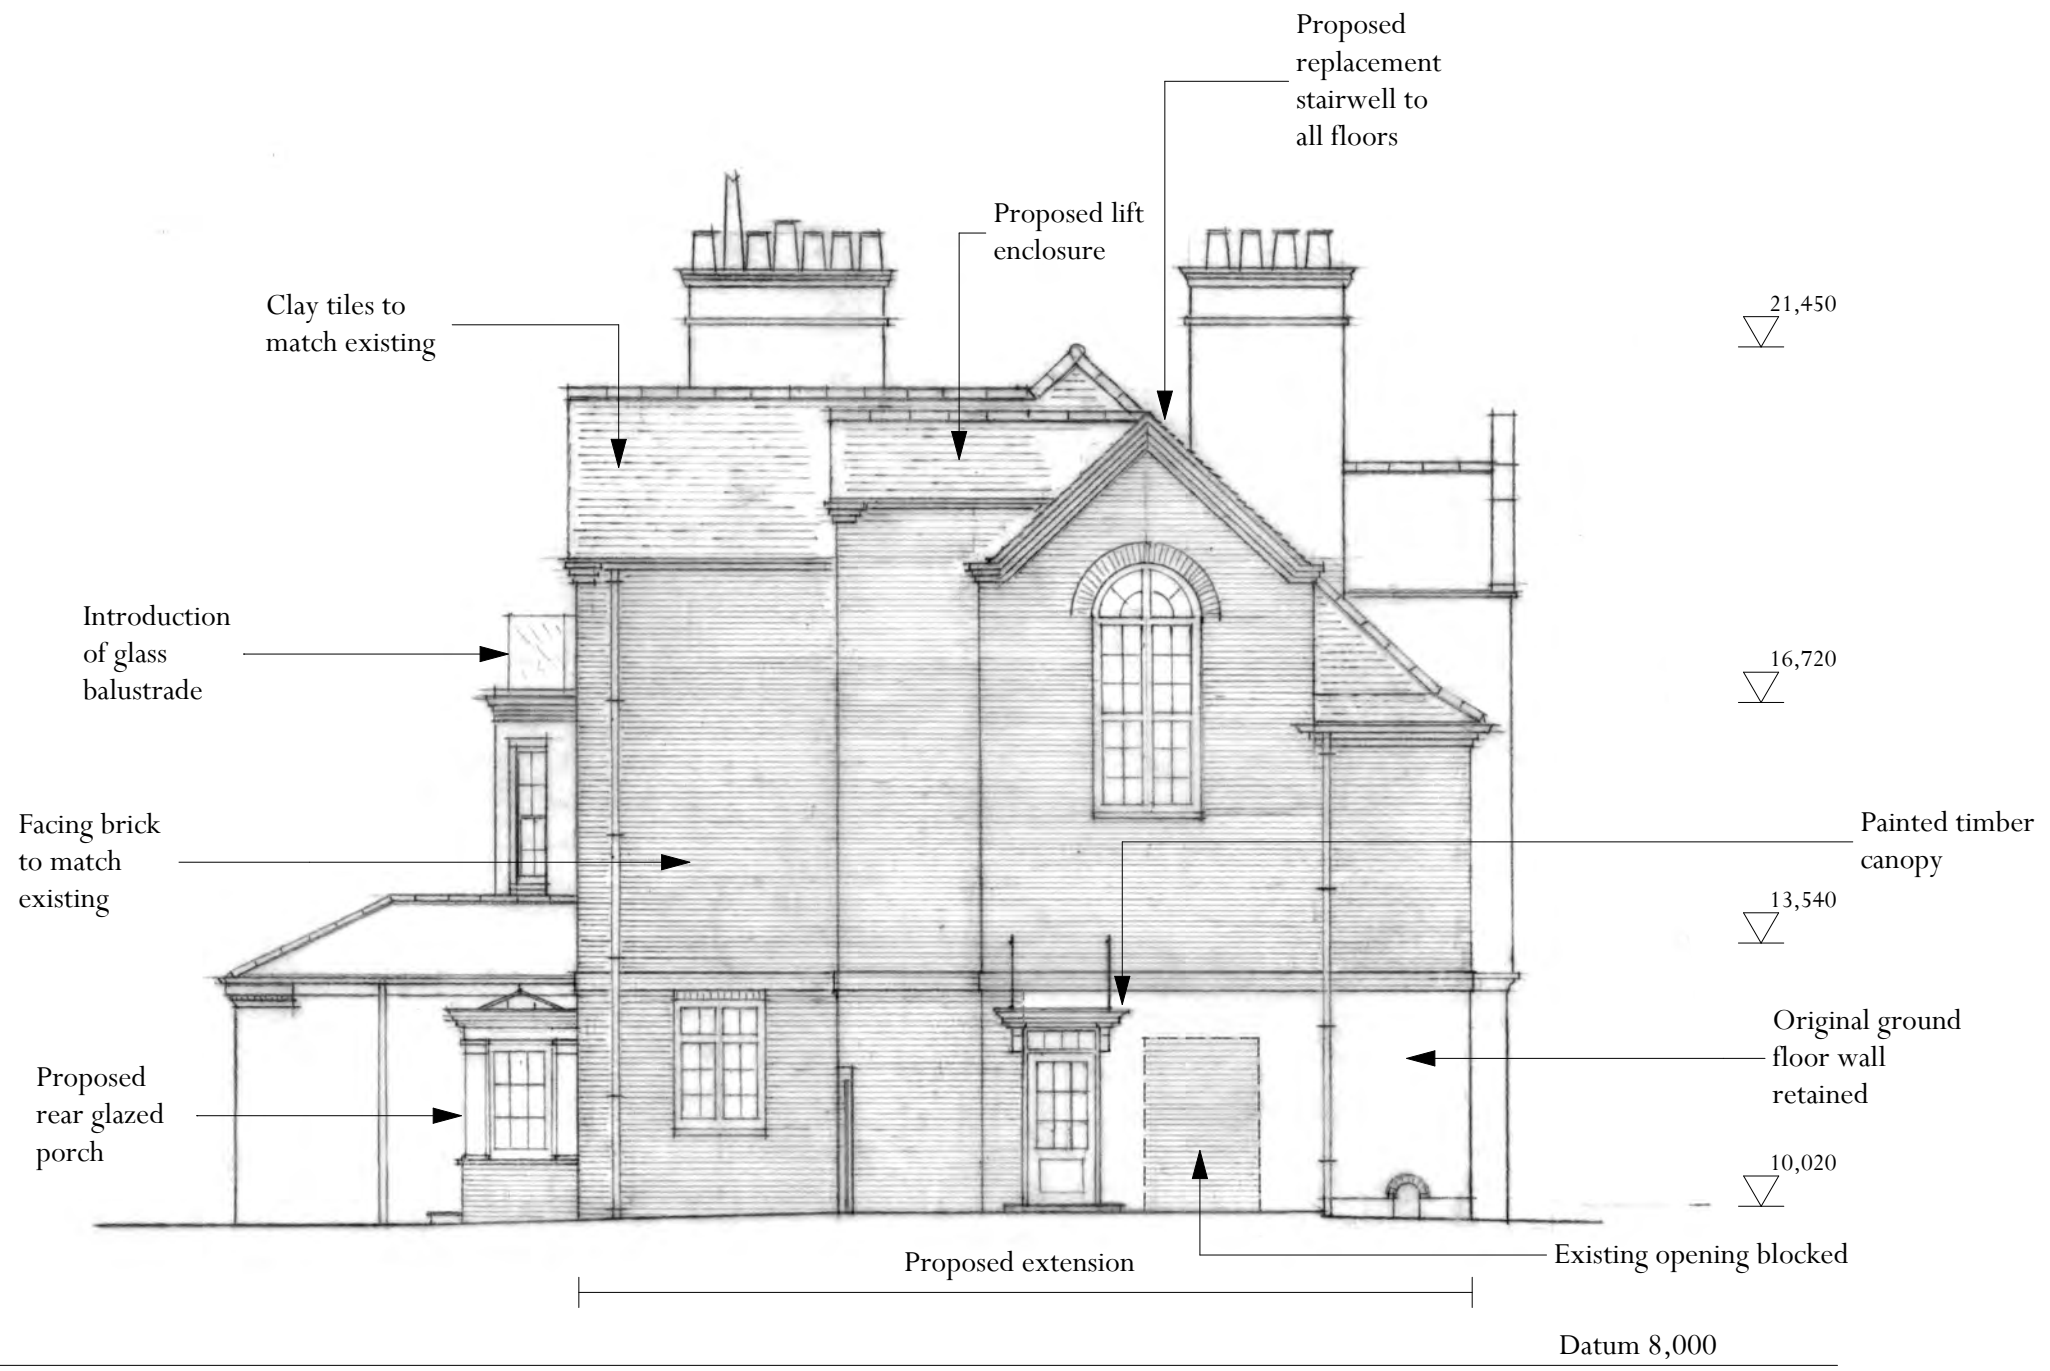 Proposed
replacement
stairwell to
all floors
Proposed lift
enclosure
Clay tiles to
match existing
21,450
Introduction
of glass
balustrade
16,720
Facing brick
to match
existing
Painted timber
canopy
13,540
Original ground
floor wall
retained
Proposed
rear glazed
porch
10,020
Existing opening blocked
Proposed extension
Datum 8,000